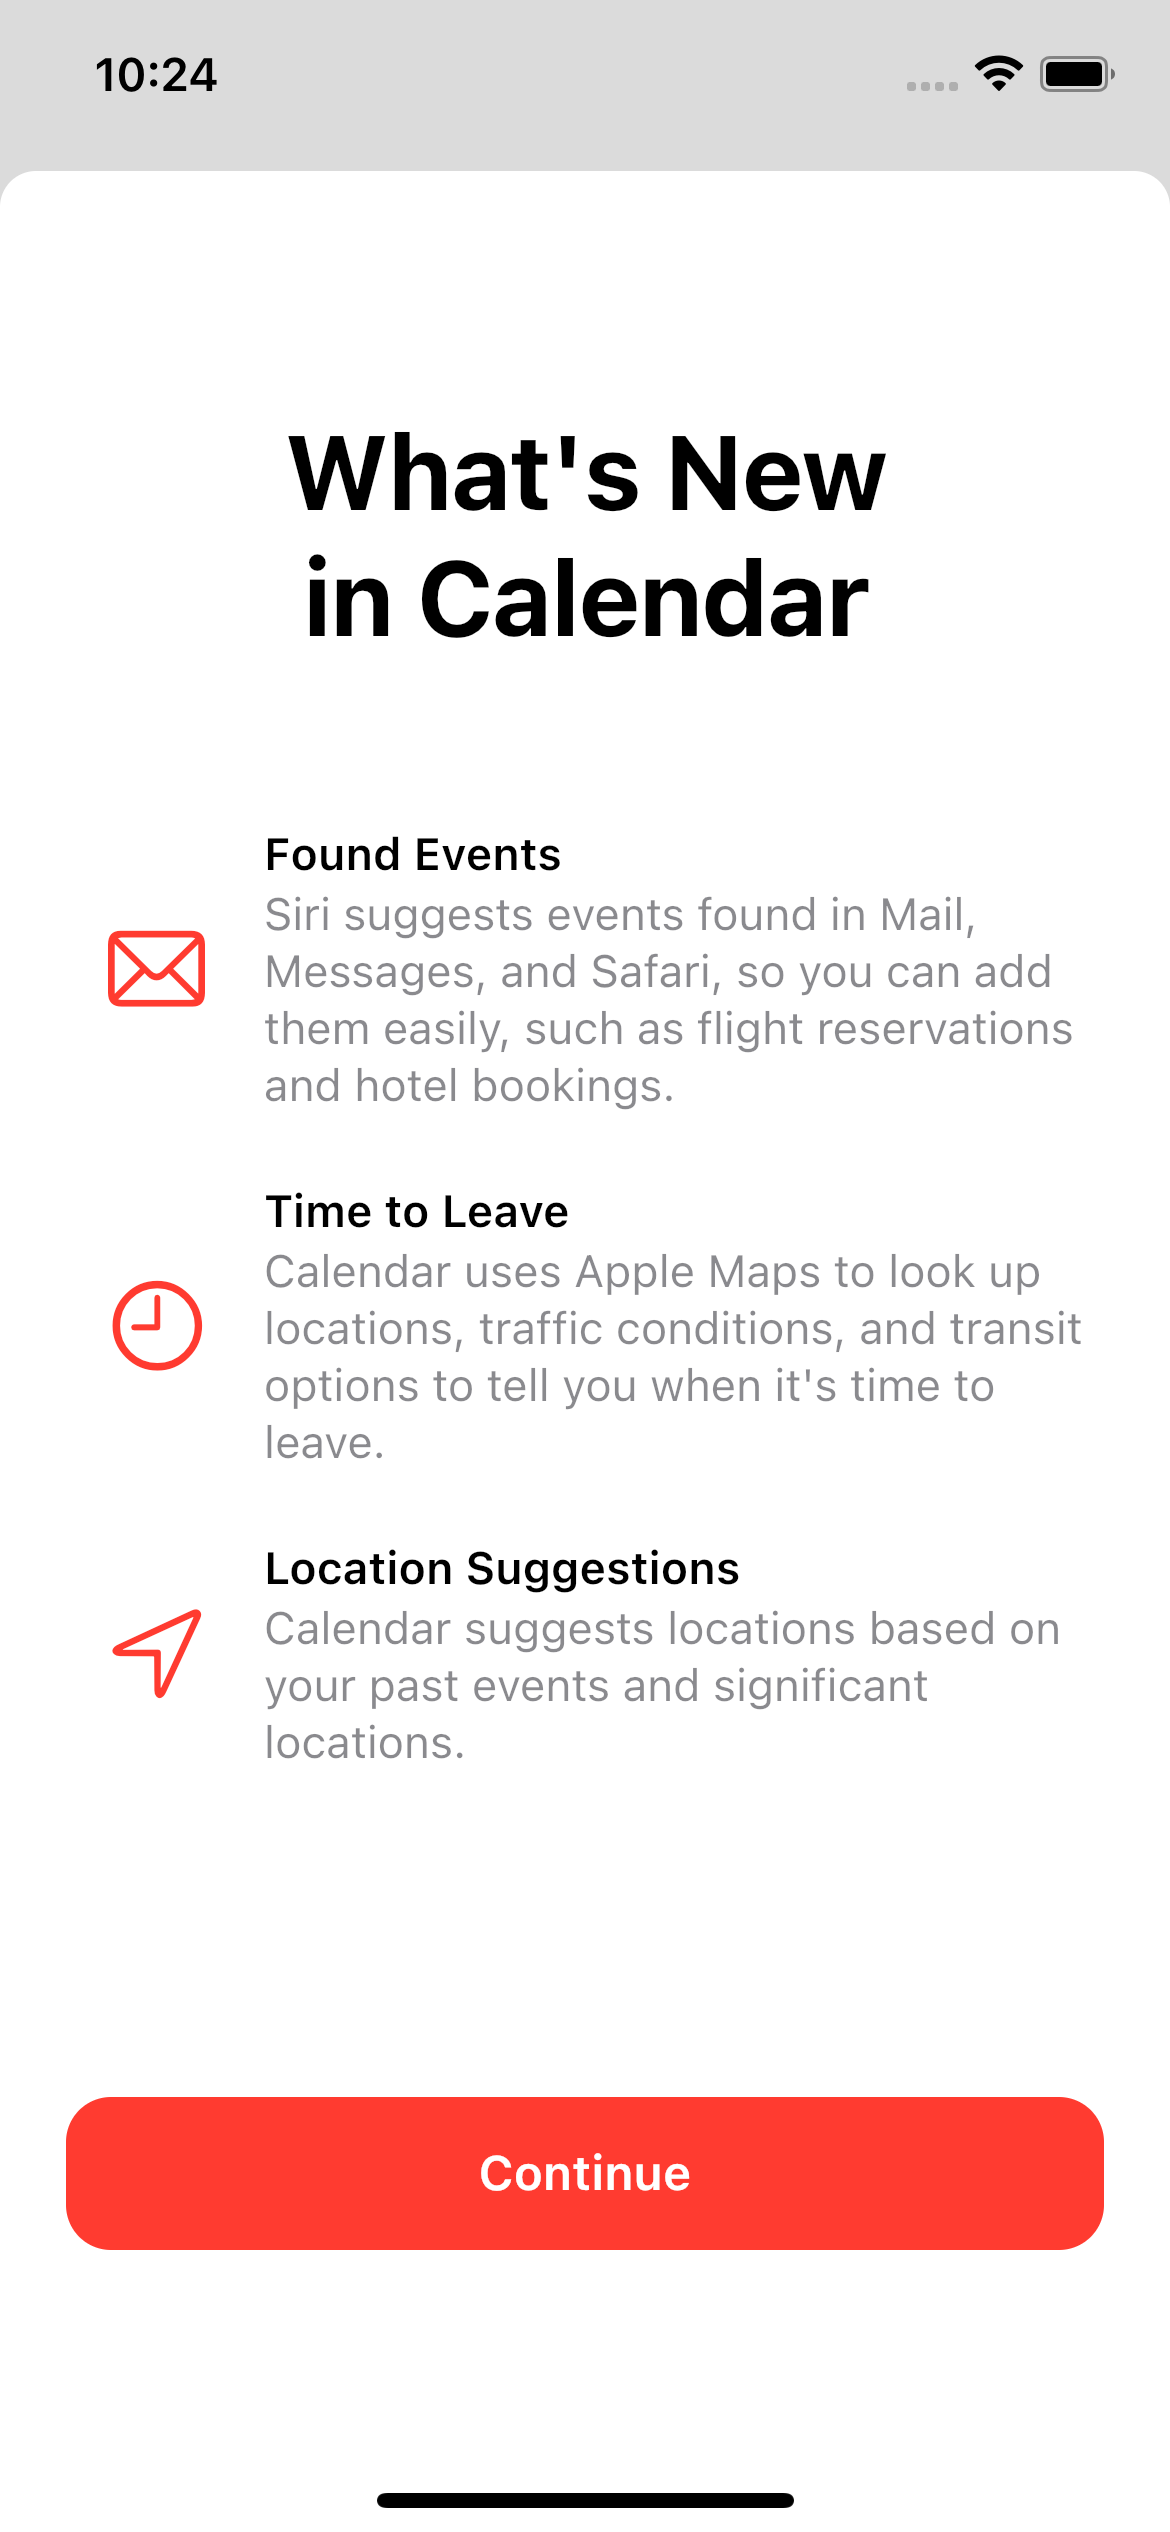 10:24
What's New
in Calendar
Found Events
Siri suggests events found in Mail,
Messages, and Safari, so you can add
them easily, such as flight reservations
and hotel bookings.
Time to Leave
Calendar uses Apple Maps to look up
locations, traffic conditions, and transit
options to tell you when it's time to
leave.
Location Suggestions
Calendar suggests locations based on
your past events and significant
locations.
Continue